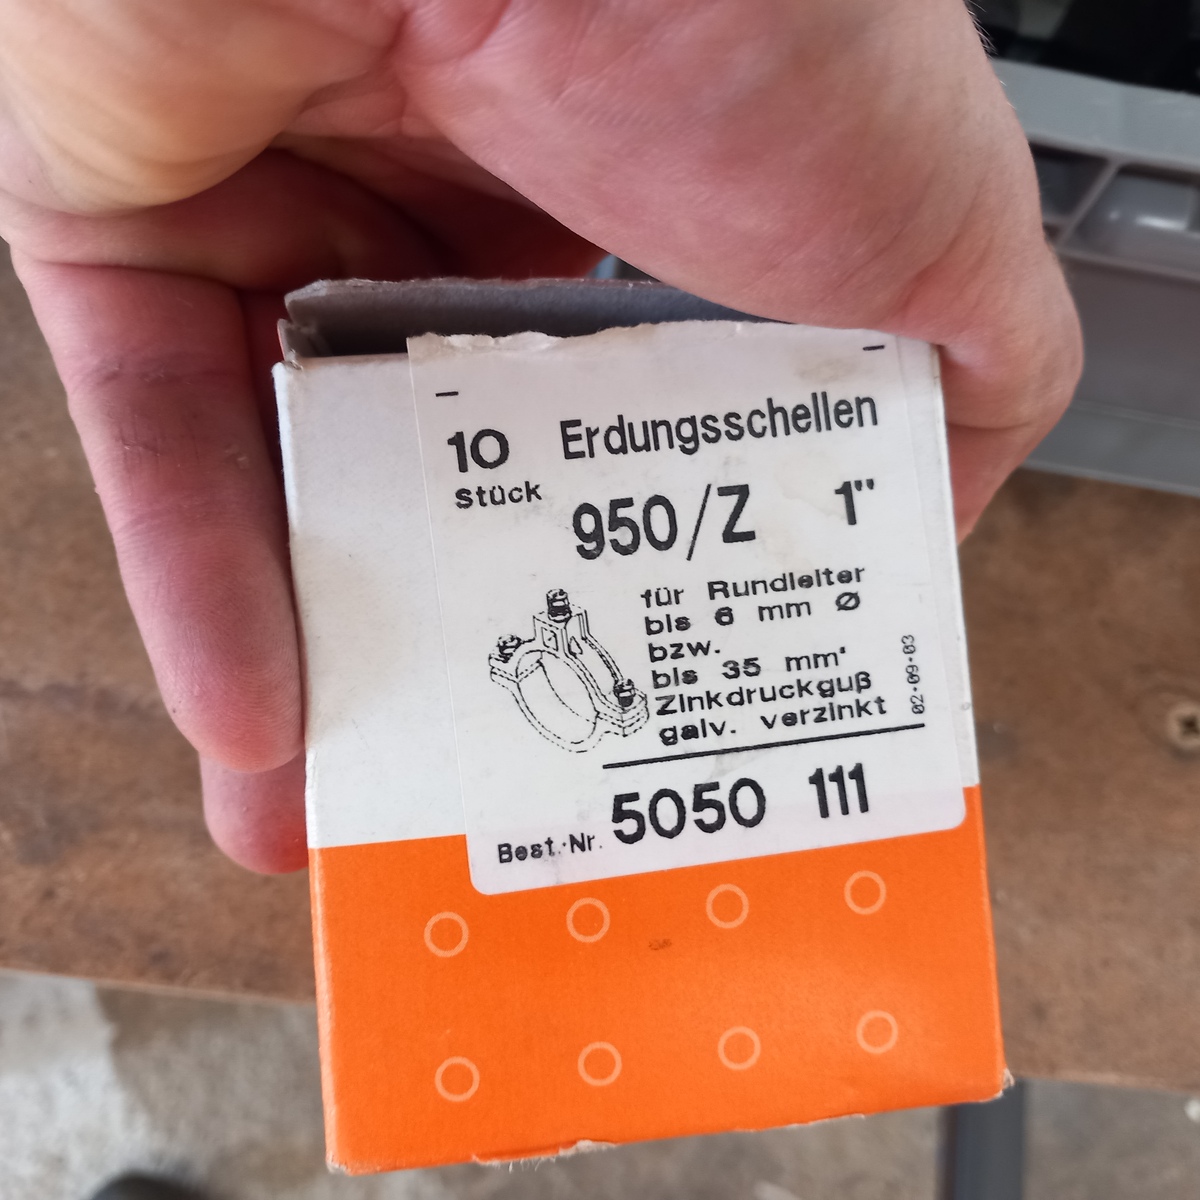 10 Erdungsschellen
Stück
950/Z 1"
für Rundleiter
bis 6 mm Ø
bzw.
bis 35 mm²
Zinkdruckguß
galv. verzinkt
02·09·03
Best.-Nr. 5050 111